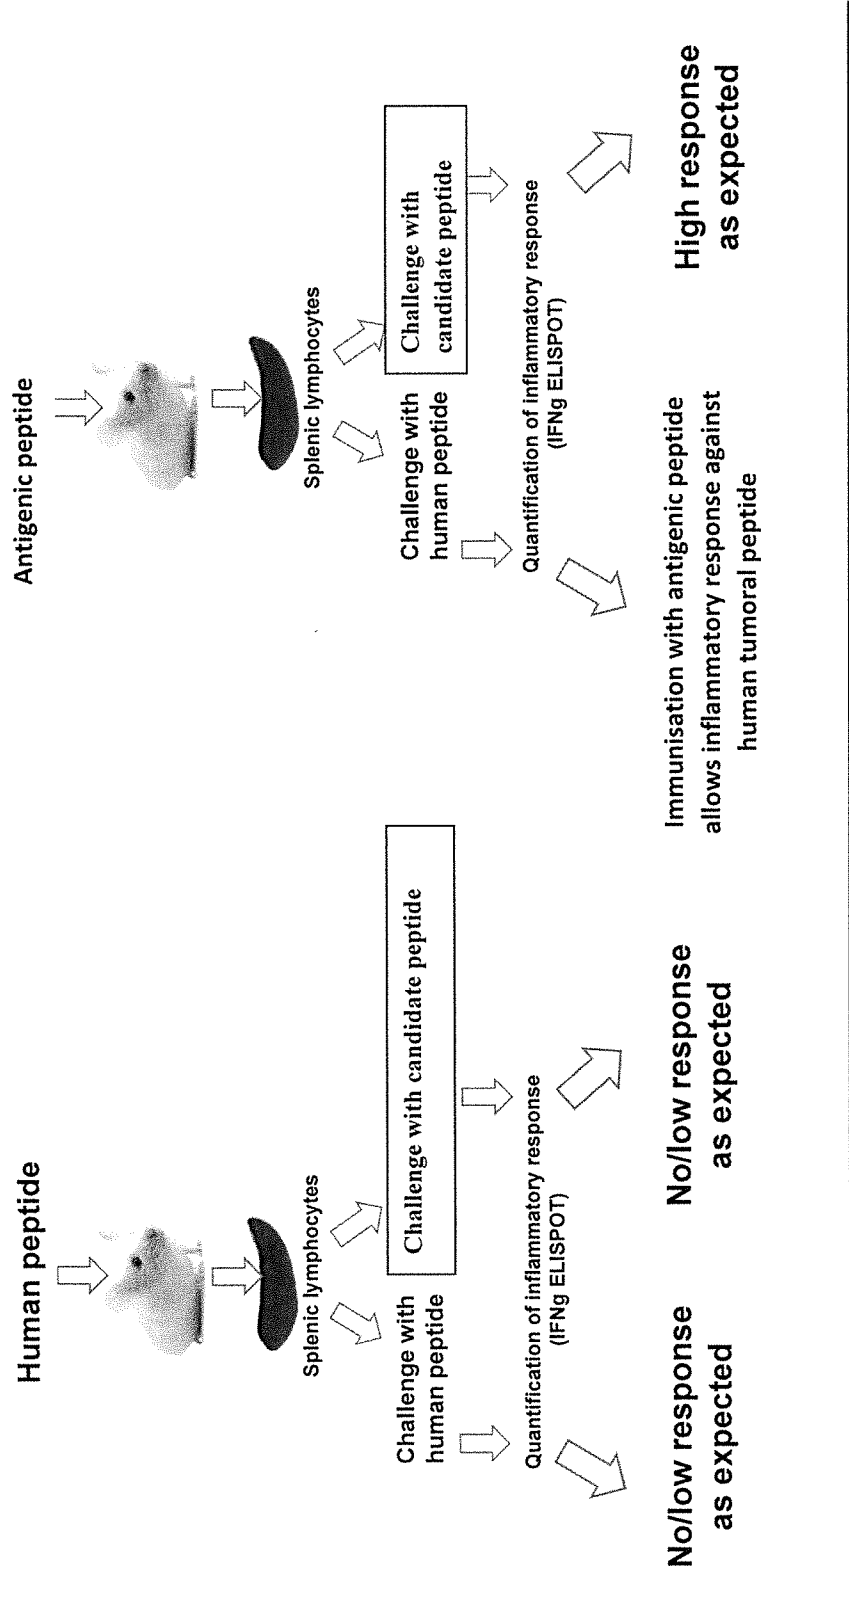 Human peptide
Splenic lymphocytes
Challenge with
human peptide
Challenge with candidate peptide
Quantification of inflammatory response
(IFNg ELISPOT)
No/low response
as expected
No/low response
as expected
Antigenic peptide
Splenic lymphocytes
Challenge with
human peptide
Challenge with
candidate peptide
Quantification of inflammatory response
(IFNg ELISPOT)
Immunisation with antigenic peptide
allows inflammatory response against
human tumoral peptide
High response
as expected